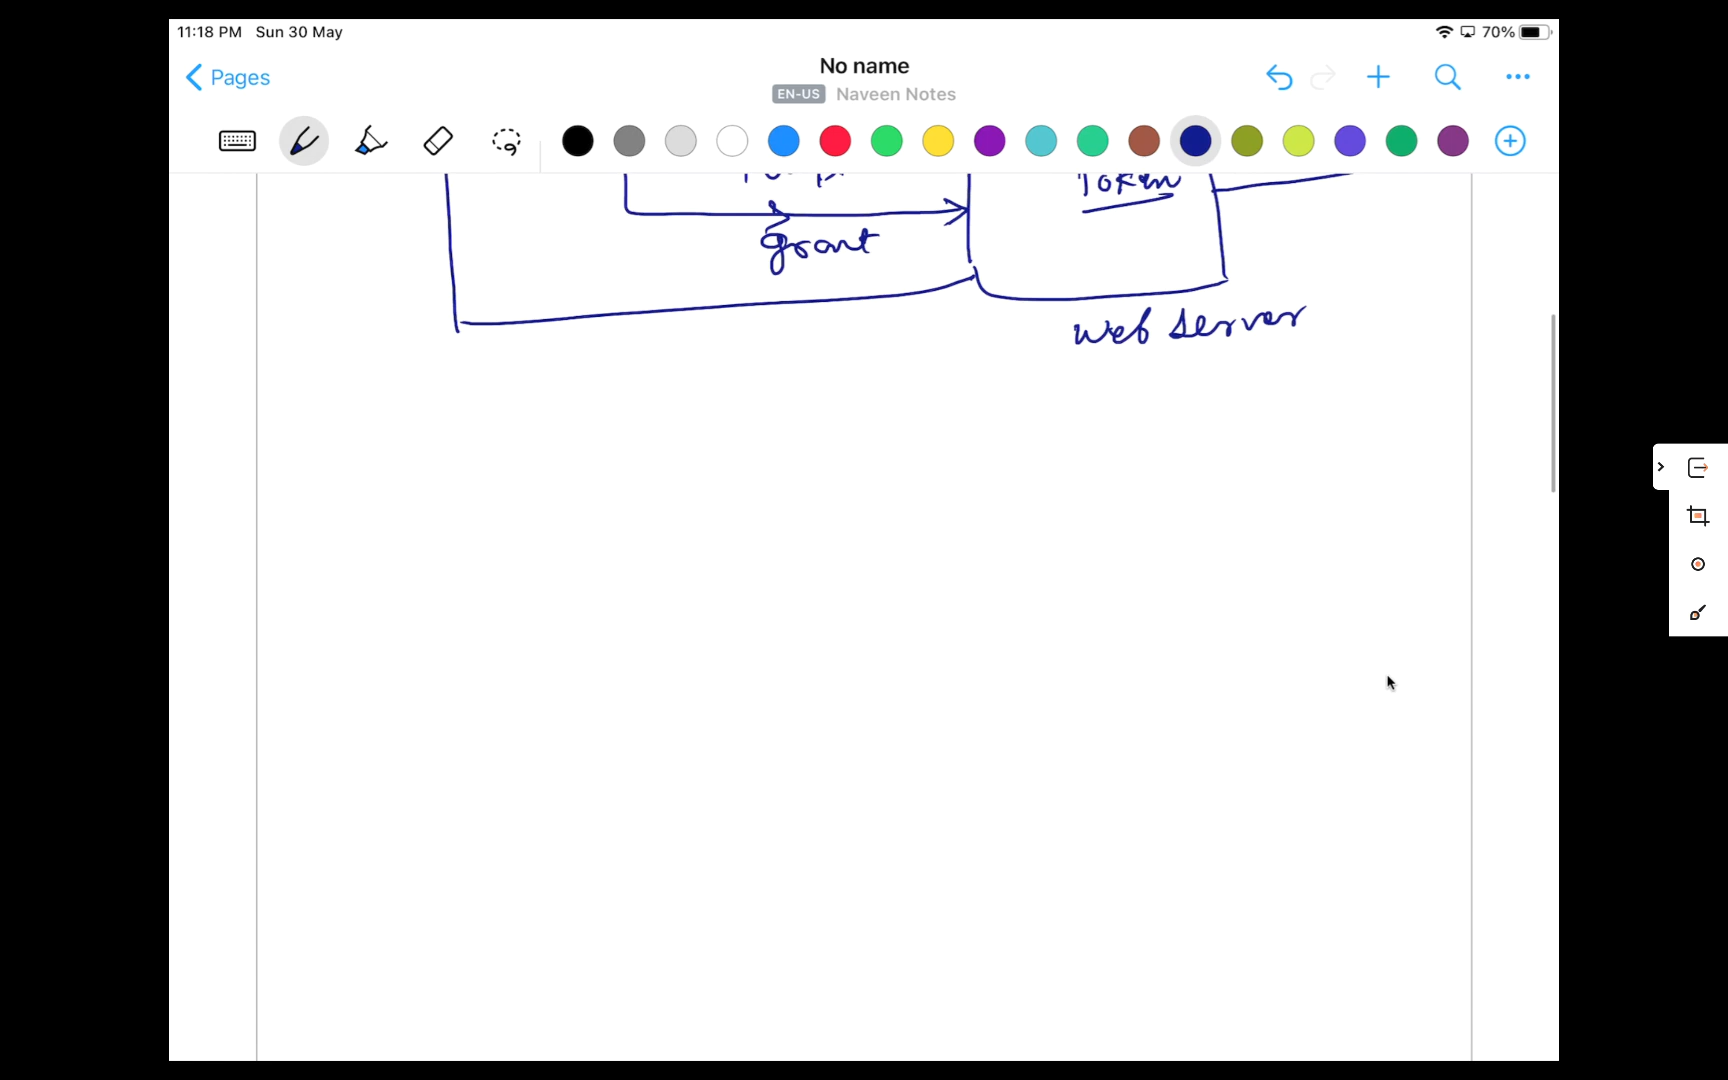 11:18 PM Sun 30 May 70%
Pages
No name
EN-US Naveen Notes
Token
grant
Web Server